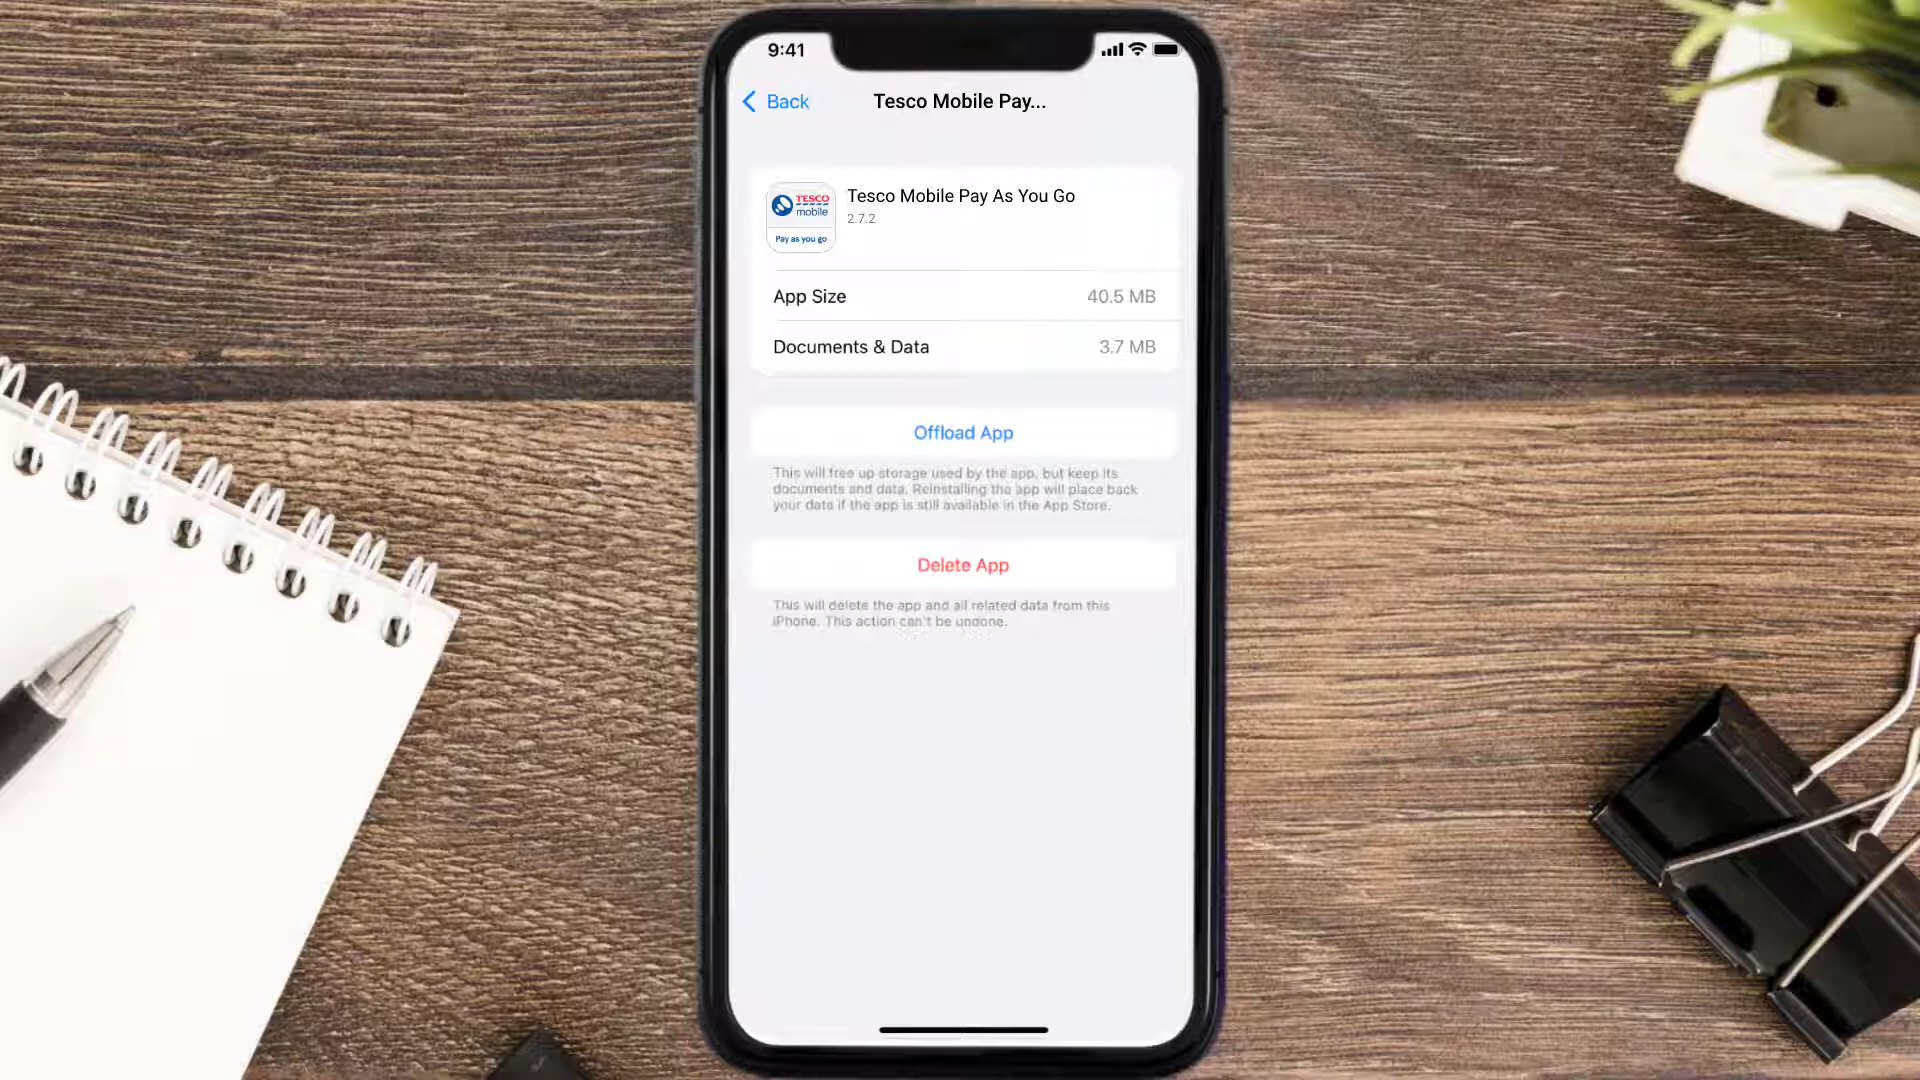 9:41
Back
Tesco Mobile Pay...
TESCO
mobile
Pay as you go
Tesco Mobile Pay As You Go
2.7.2
App Size 40.5 MB
Documents & Data 3.7 MB
Offload App
This will free up storage used by the app, but keep its
documents and data. Reinstalling the app will place back
your data if the app is still available in the App Store.
Delete App
This will delete the app and all related data from this
iPhone. This action can't be undone.